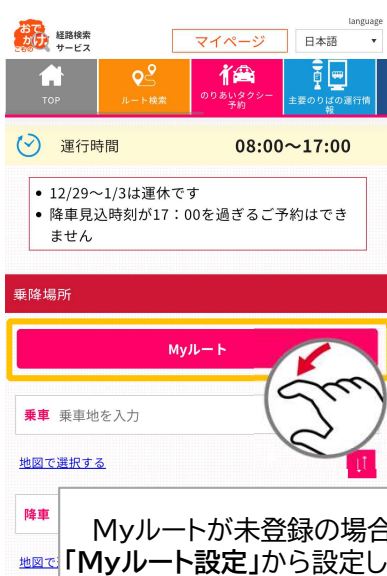 language
おで
かけ
こもの
経路検索
サービス
マイページ
日本語
TOP
ルート検索
のりあいタクシー
予約
主要のりばの運行情
報
運行時間 08:00〜17:00
12/29〜1/3は運休です
降車見込時刻が17：00を過ぎるご予約はでき
ません
乗降場所
Myルート
乗車 乗車地を入力
地図で選択する
降車
地図で
Myルートが未登録の場合
「Myルート設定」から設定し